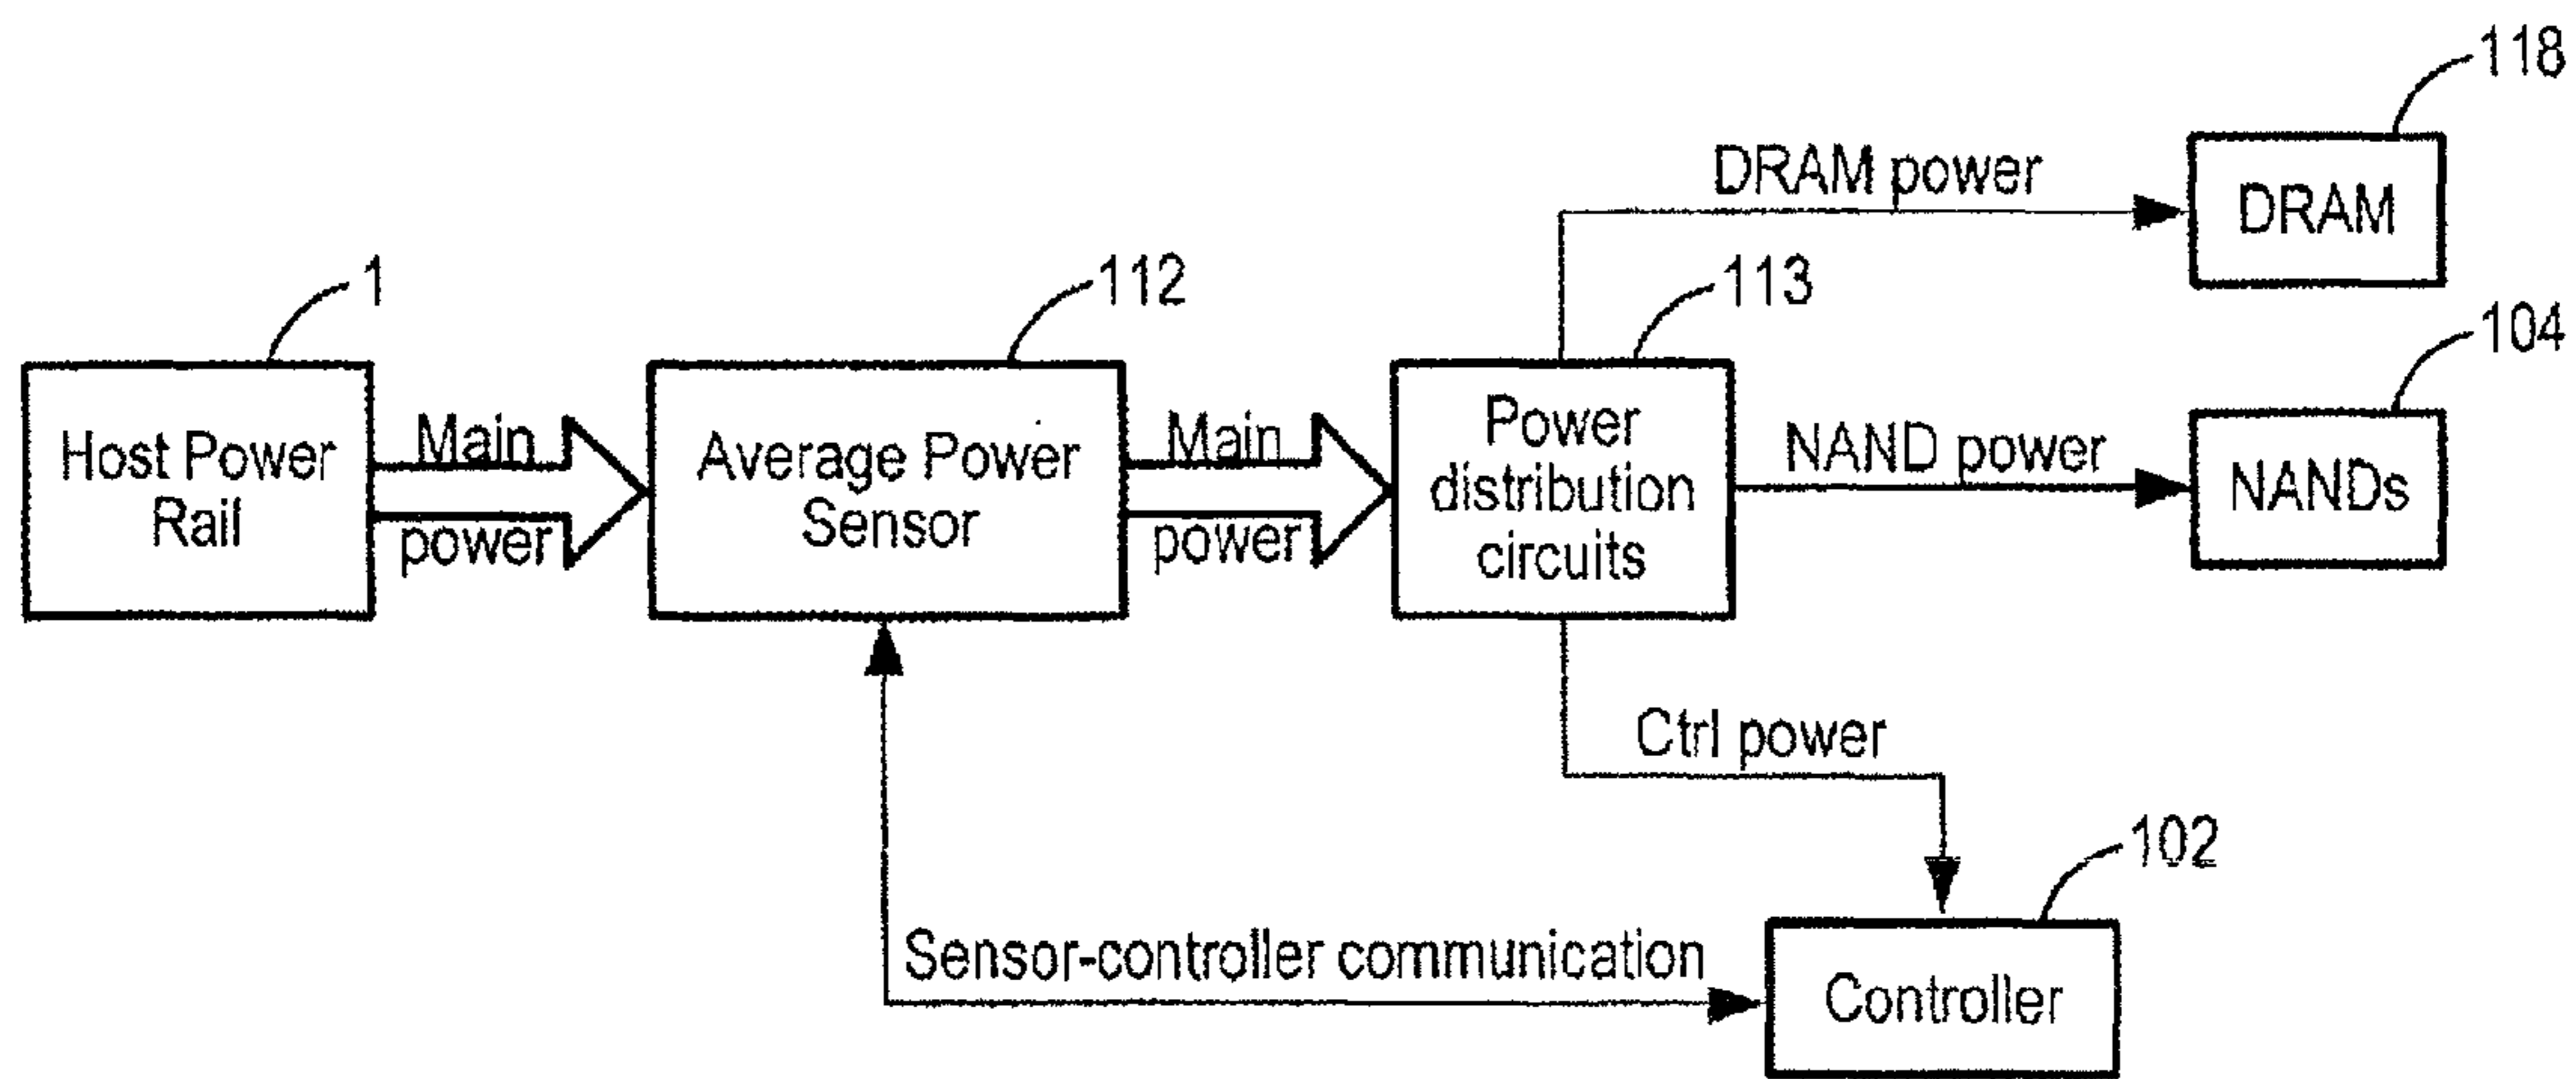 118
DRAM power
DRAM
1
112
113
104
Host Power
Rail
Main
power
Average Power
Sensor
Main
power
Power
distribution
circuits
NAND power
NANDs
Ctrl power
102
Sensor-controller communication
Controller